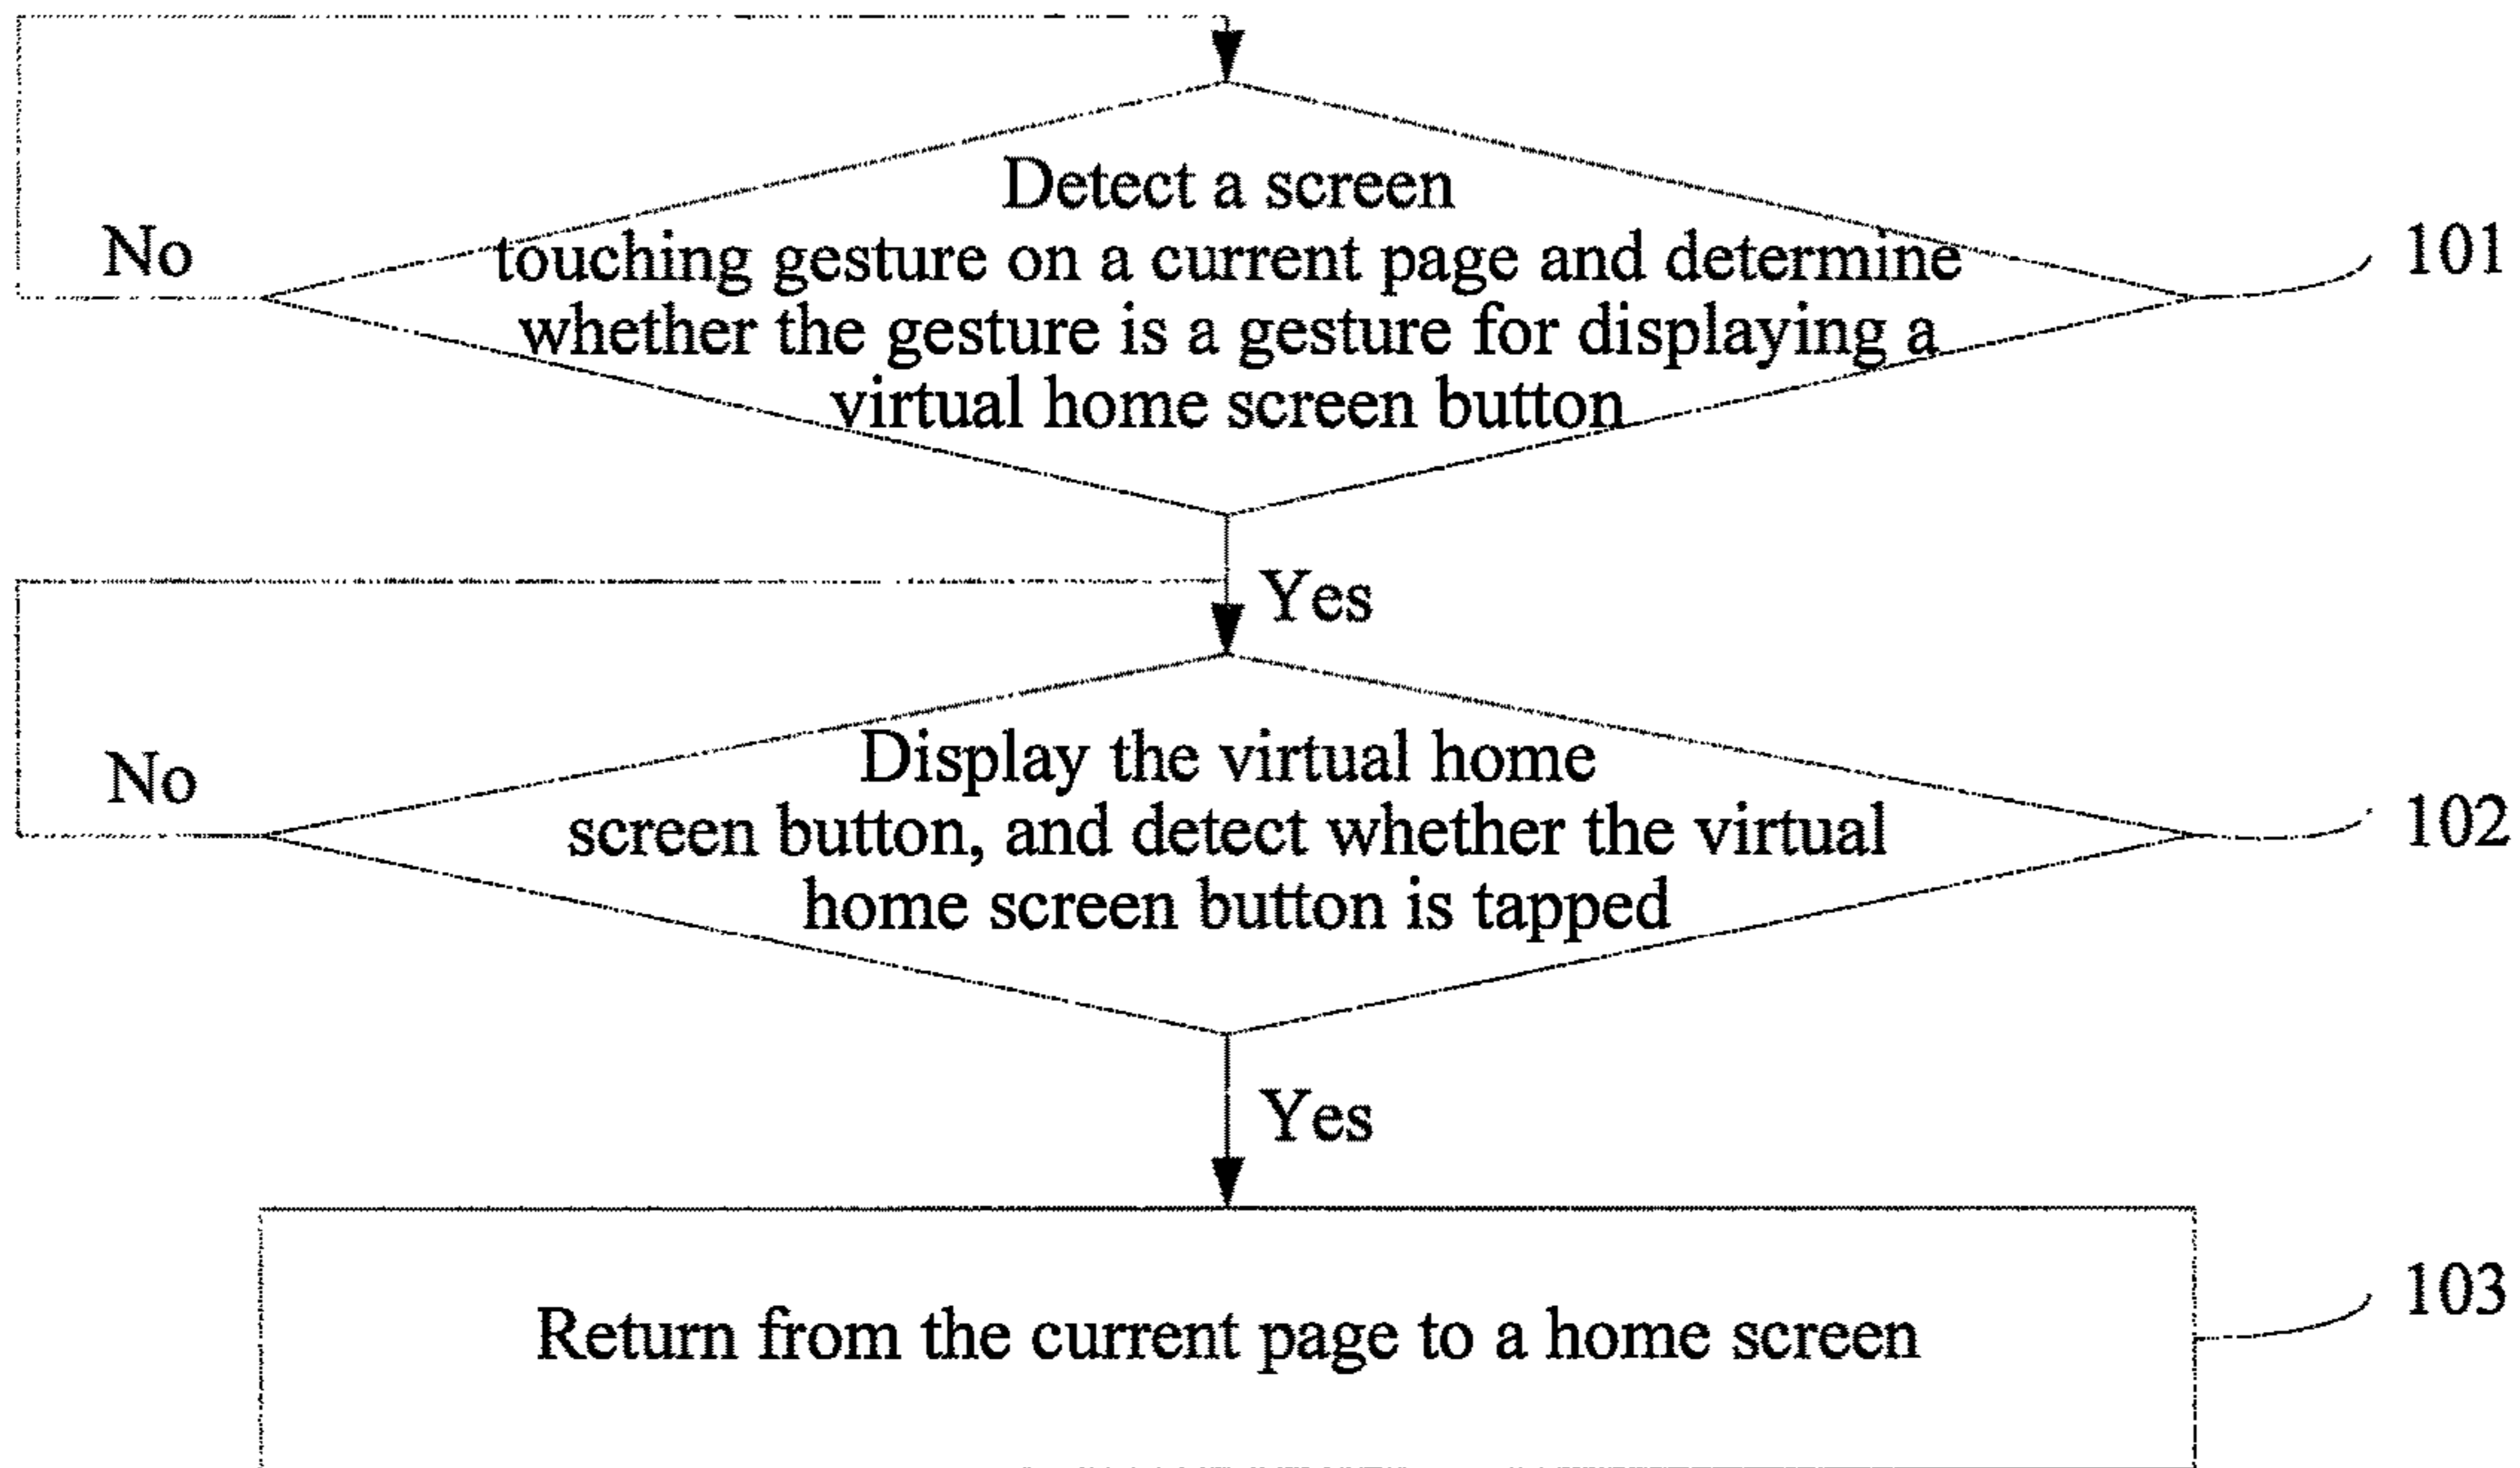 Detect a screen
No
touching gesture on a current page and determine
101
whether the gesture is a gesture for displaying a
virtual home screen button
Yes
Display the virtual home
No
screen button, and detect whether the virtual
102
home screen button is tapped
Yes
103
Return from the current page to a home screen